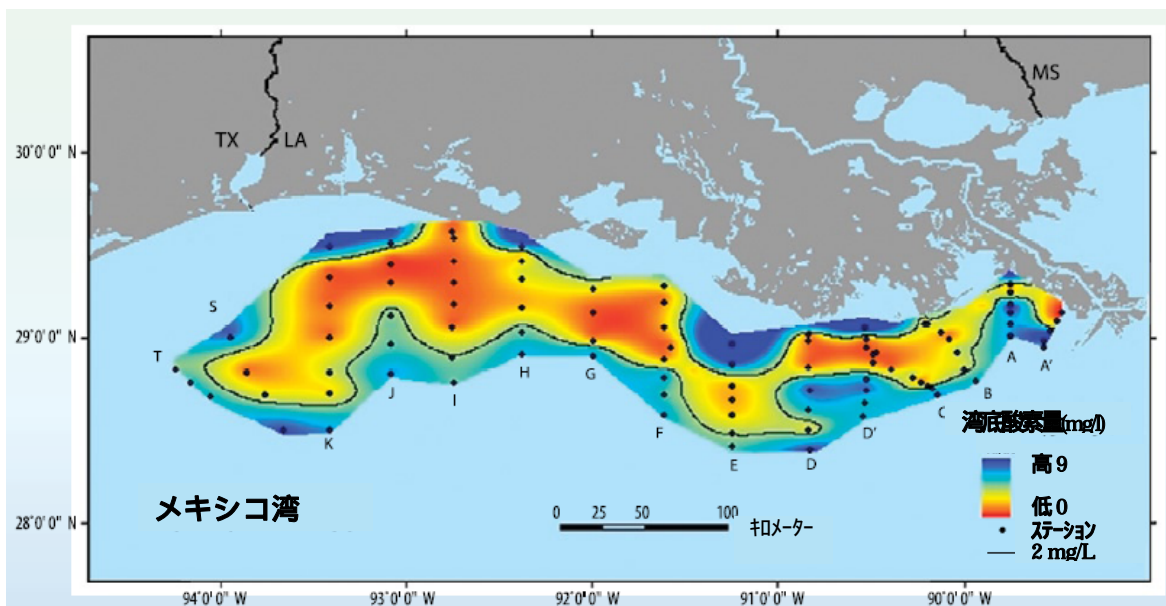 MS
TX LA
30°0'0" N
S
29°0'0" N
T
A
A'
H
G
J
I
B
C
F
D'
K
E
D
湾底酸素量(mg/l)
高 9
低 0
ステーション
2 mg/L
メキシコ湾
0 25 50 100
キロメーター
28°0'0" N
94°0'0" W 93°0'0" W 92°0'0" W 91°0'0" W 90°0'0" W